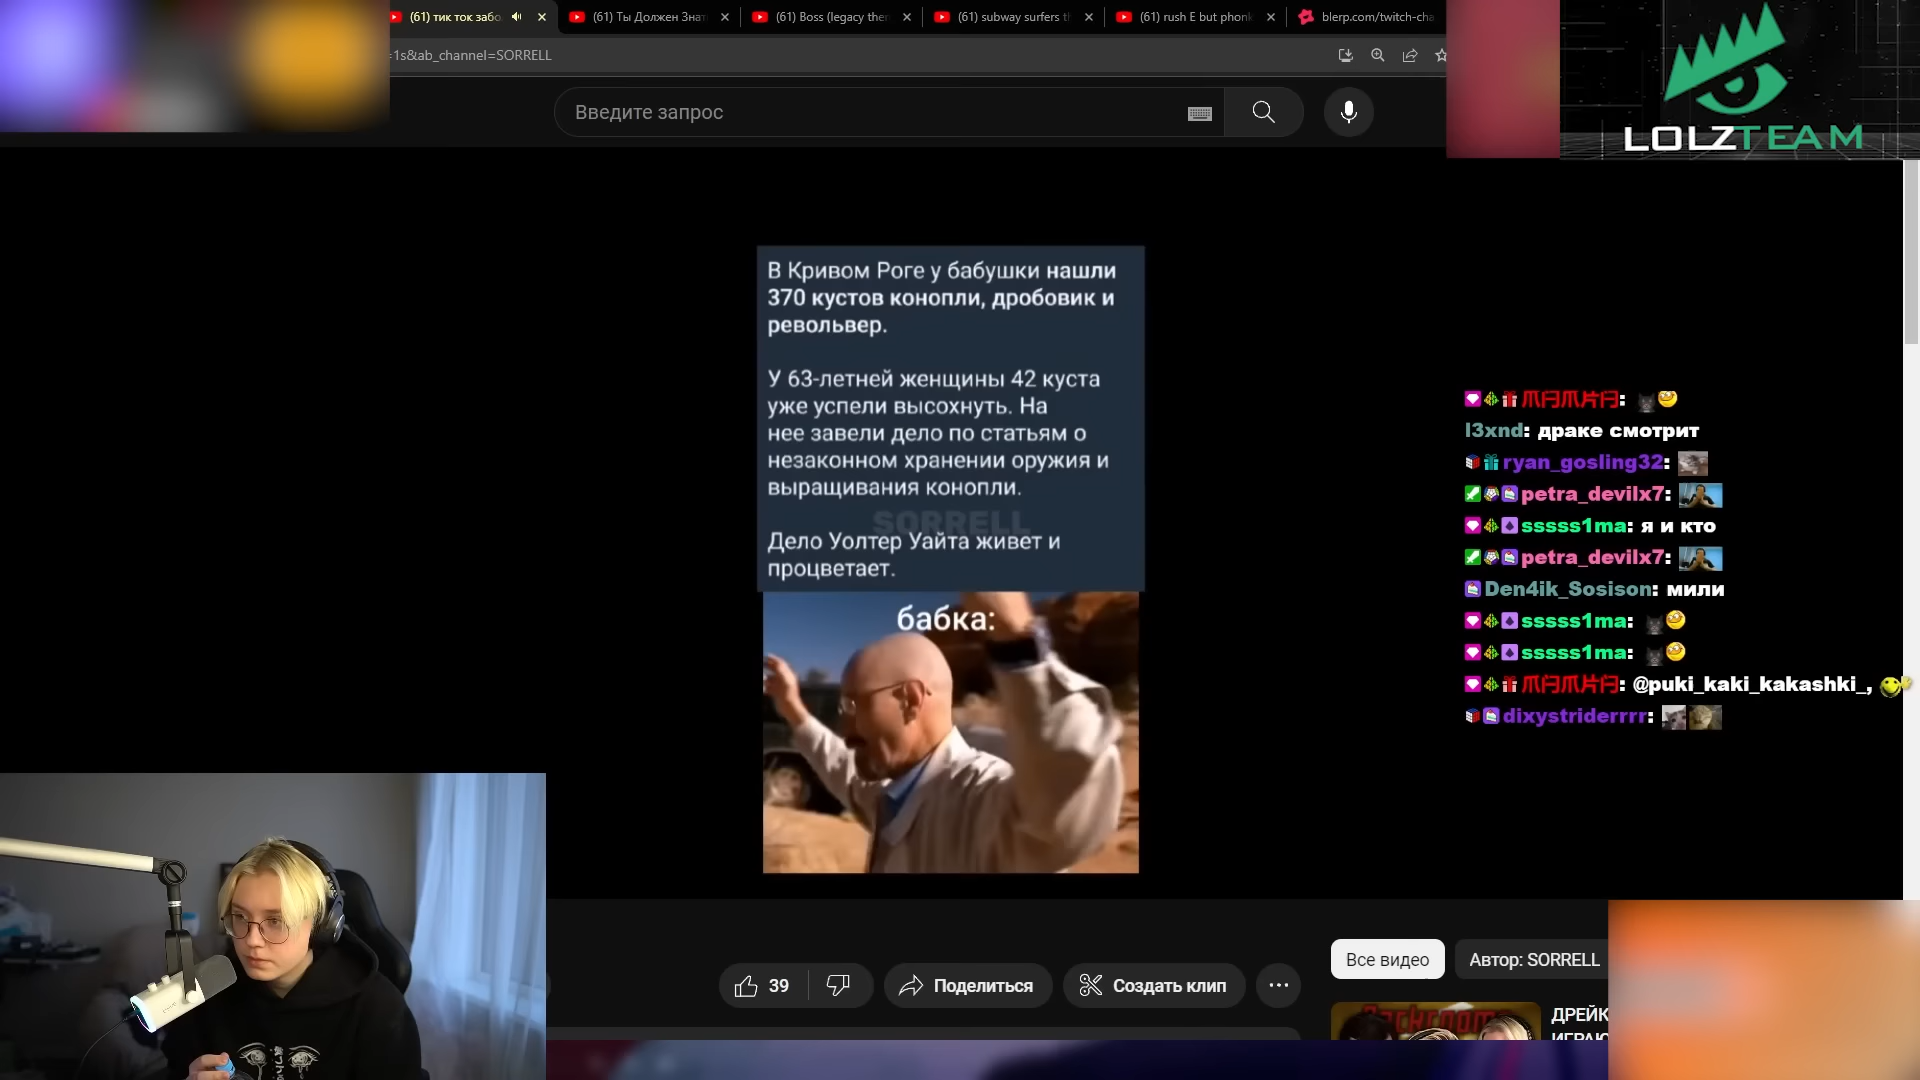 (61) тик ток забо
(61) Ты Должен Знат
(61) Boss (legacy ther
(61) subway surfers t
(61) rush E but phonk
blerp.com/twitch-cha
=1s&ab_channel=SORRELL
Введите запрос
LOLZTEAM
В Кривом Роге у бабушки нашли
370 кустов конопли, дробовик и
револьвер.
У 63-летней женщины 42 куста
уже успели высохнуть. На
нее завели дело по статьям о
незаконном хранении оружия и
выращивания конопли.
SORRELL
Дело Уолтер Уайта живет и
процветает.
бабка:
l3xnd: драке смотрит
ryan_gosling32:
petra_devilx7:
sssss1ma: я и кто
petra_devilx7:
Den4ik_Sosison: мили
sssss1ma:
sssss1ma:
@puki_kaki_kakashki_,
dixystriderrrr:
39
Поделиться
Создать клип
Все видео
Автор: SORRELL
ДРЕЙК
ИГРАЮ